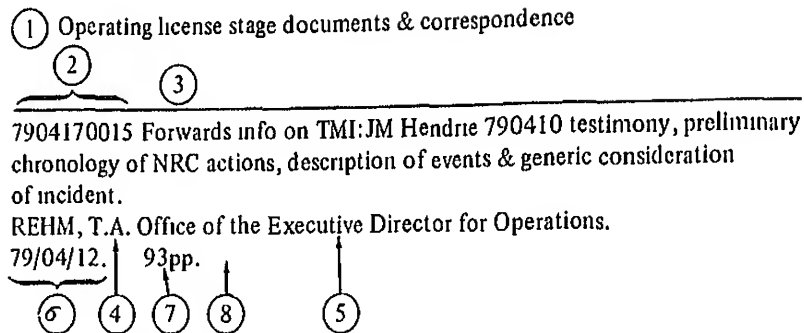 1 Operating license stage documents & correspondence
2 3
7904170015 Forwards info on TMI:JM Hendrie 790410 testimony, preliminary
chronology of NRC actions, description of events & generic consideration
of incident.
REHM, T.A. Office of the Executive Director for Operations.
79/04/12. 93pp.
6 4 7 8 5